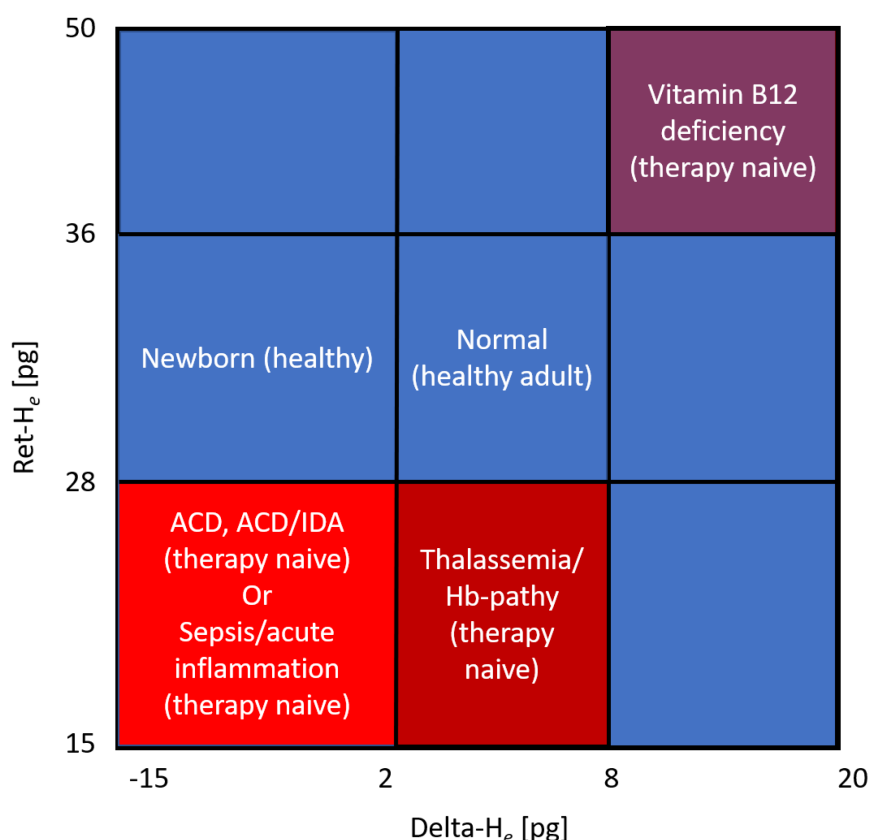 50
Vitamin B12
deficiency
(therapy naive)
36
Newborn (healthy)
Normal
(healthy adult)
Ret-Hₑ [pg]
28
ACD, ACD/IDA
(therapy naive)
Or
Sepsis/acute
inflammation
(therapy naive)
Thalassemia/
Hb-pathy
(therapy
naive)
15
-15
2
8
20
Delta-Hₑ [pg]